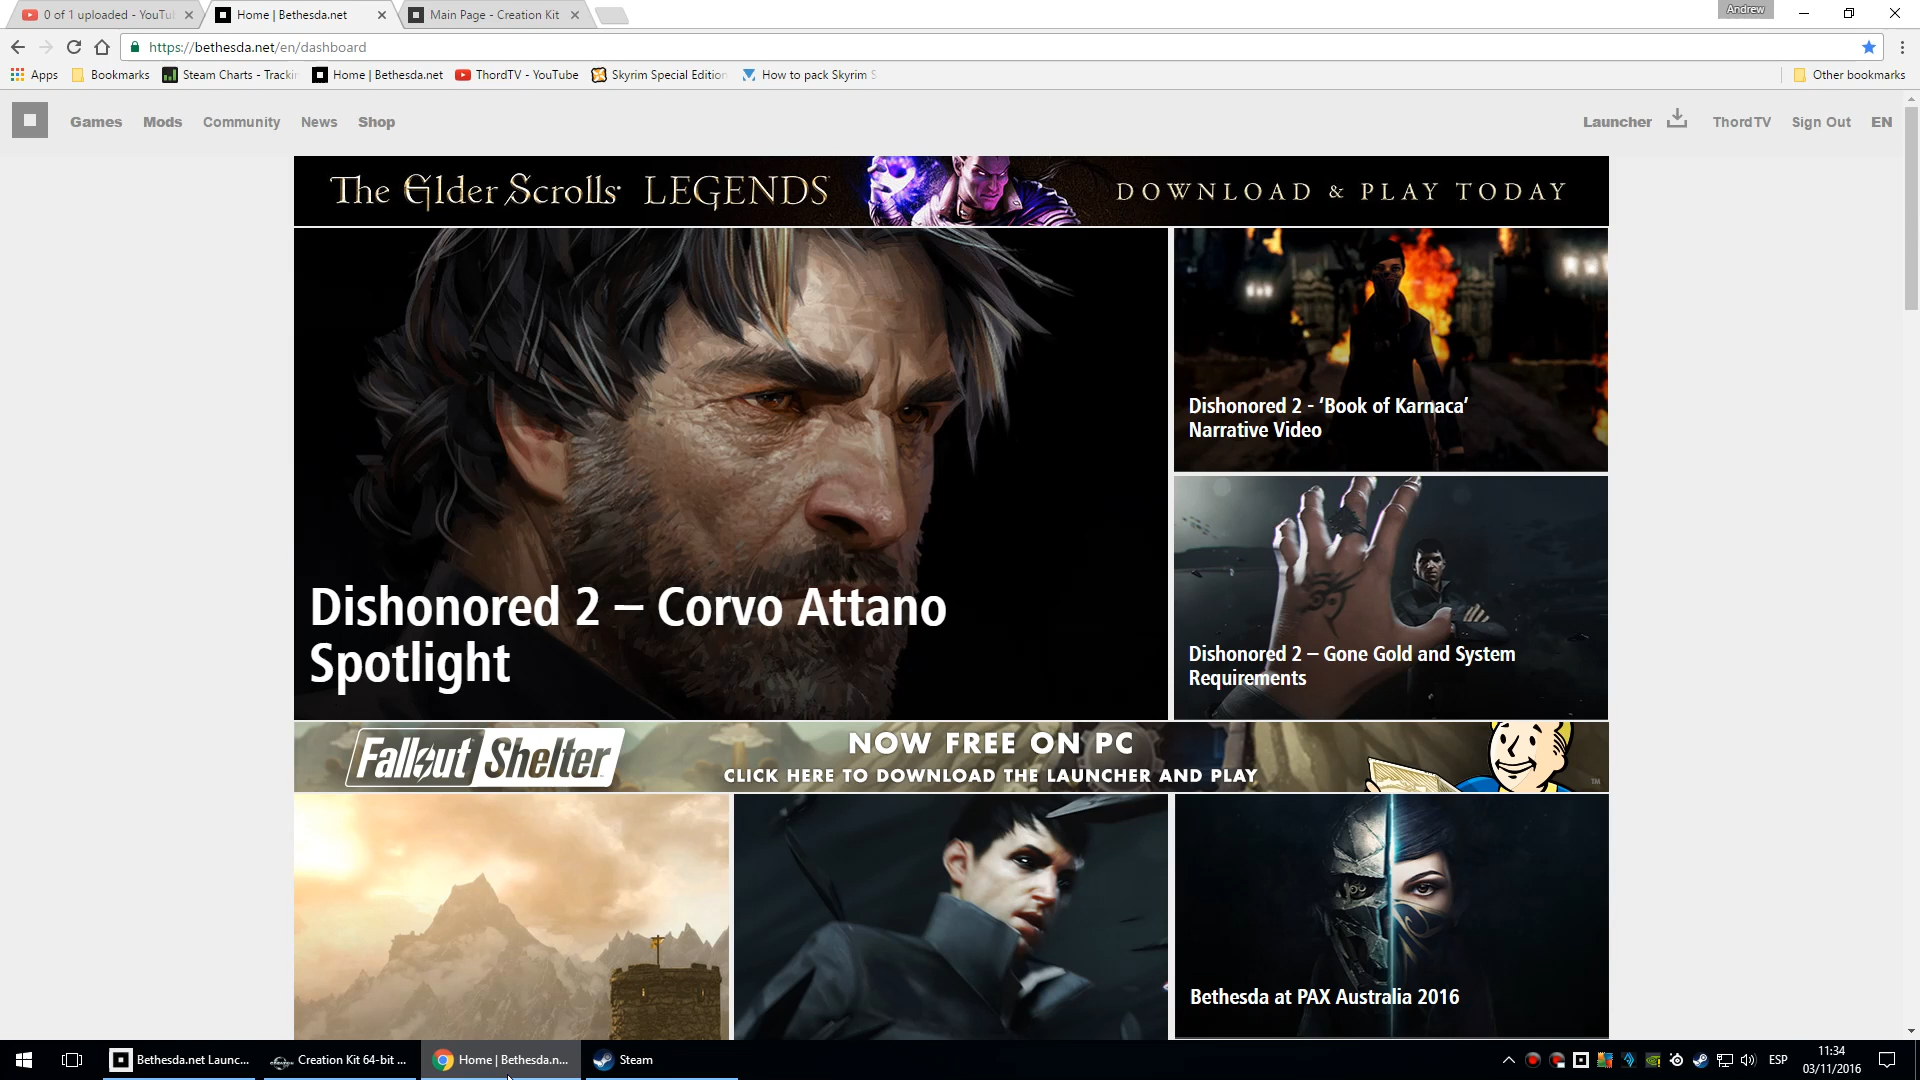 0 of 1 uploaded - YouTu
Home | Bethesda.net
Main Page - Creation Kit
Andrew
https://bethesda.net/en/dashboard
Apps
Bookmarks
Steam Charts - Trackin
Home | Bethesda.net
ThordTV - YouTube
Skyrim Special Edition
How to pack Skyrim S
Other bookmarks
Games
Mods
Community
News
Shop
Launcher
ThordTV
Sign Out
EN
The Elder Scrolls LEGENDS
DOWNLOAD & PLAY TODAY
Dishonored 2 – Corvo Attano
Spotlight
Dishonored 2 - ‘Book of Karnaca’
Narrative Video
Dishonored 2 – Gone Gold and System
Requirements
Fallout Shelter
NOW FREE ON PC
CLICK HERE TO DOWNLOAD THE LAUNCHER AND PLAY
TM
Bethesda at PAX Australia 2016
Bethesda.net Launc...
Creation Kit 64-bit ...
Home | Bethesda.n...
Steam
ESP
11:34
03/11/2016